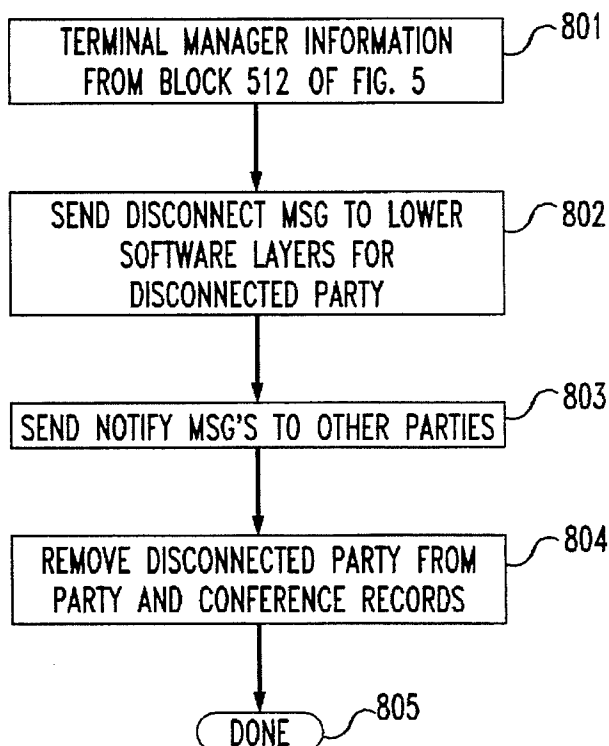 TERMINAL MANAGER INFORMATION
FROM BLOCK 512 OF FIG. 5
801
SEND DISCONNECT MSG TO LOWER
SOFTWARE LAYERS FOR
DISCONNECTED PARTY
802
SEND NOTIFY MSG'S TO OTHER PARTIES
803
REMOVE DISCONNECTED PARTY FROM
PARTY AND CONFERENCE RECORDS
804
DONE
805